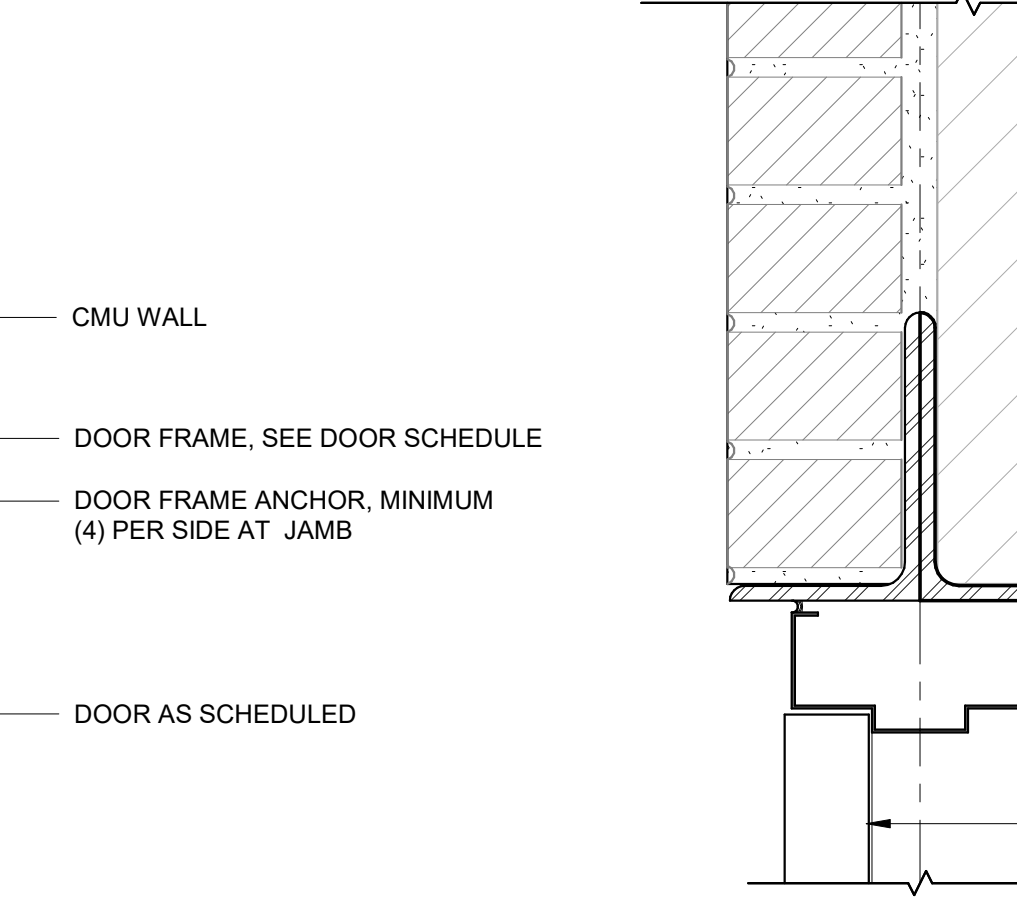 CMU WALL
DOOR FRAME, SEE DOOR SCHEDULE
DOOR FRAME ANCHOR, MINIMUM
(4) PER SIDE AT JAMB
DOOR AS SCHEDULED